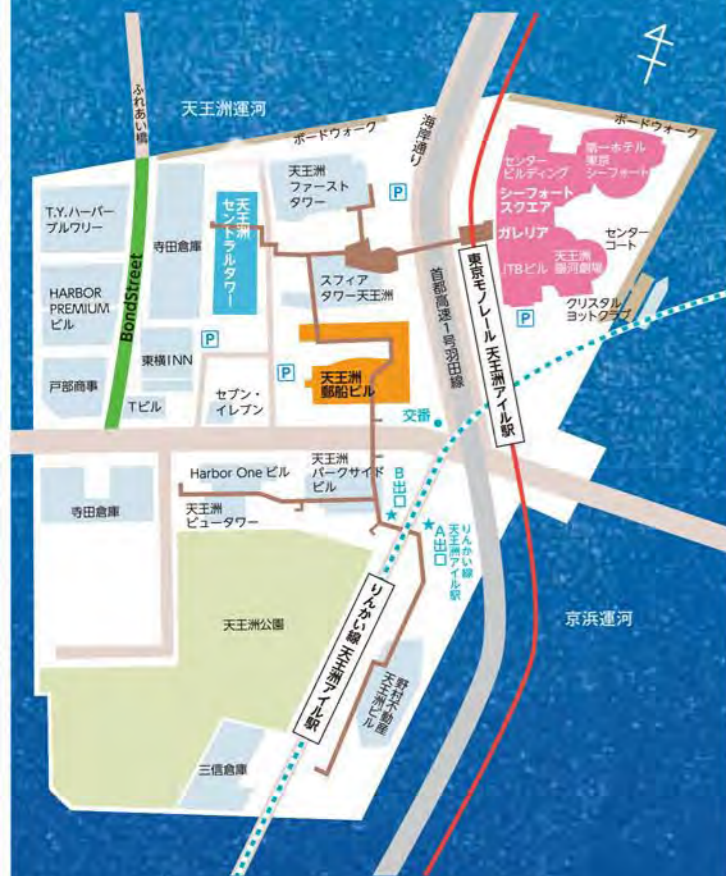 ふれあい橋
天王洲運河
ボードウォーク
海岸通り
ボードウォーク
T.Y.ハーバー
ブルワリー
寺田倉庫
天王洲
セントラルタワー
天王洲
ファースト
タワー
P
センター
ビルディング
第一ホテル
東京
シーフォート
シーフォート
スクエア
ガレリア
センター
コート
JTBビル
天王洲
銀河劇場
HARBOR
PREMIUM
ビル
BondStreet
スフィア
タワー天王洲
首都高速1号羽田線
東京モノレール 天王洲アイル駅
クリスタル
ヨットクラブ
P
P
東横INN
P
天王洲
郵船ビル
戸部商事
Tビル
セブン・
イレブン
交番
Harbor One ビル
天王洲
パークサイド
ビル
B出口
寺田倉庫
天王洲
ビュータワー
A出口
りんかい線
天王洲アイル駅
天王洲公園
りんかい線 天王洲アイル駅
京浜運河
野村不動産
天王洲ビル
三信倉庫